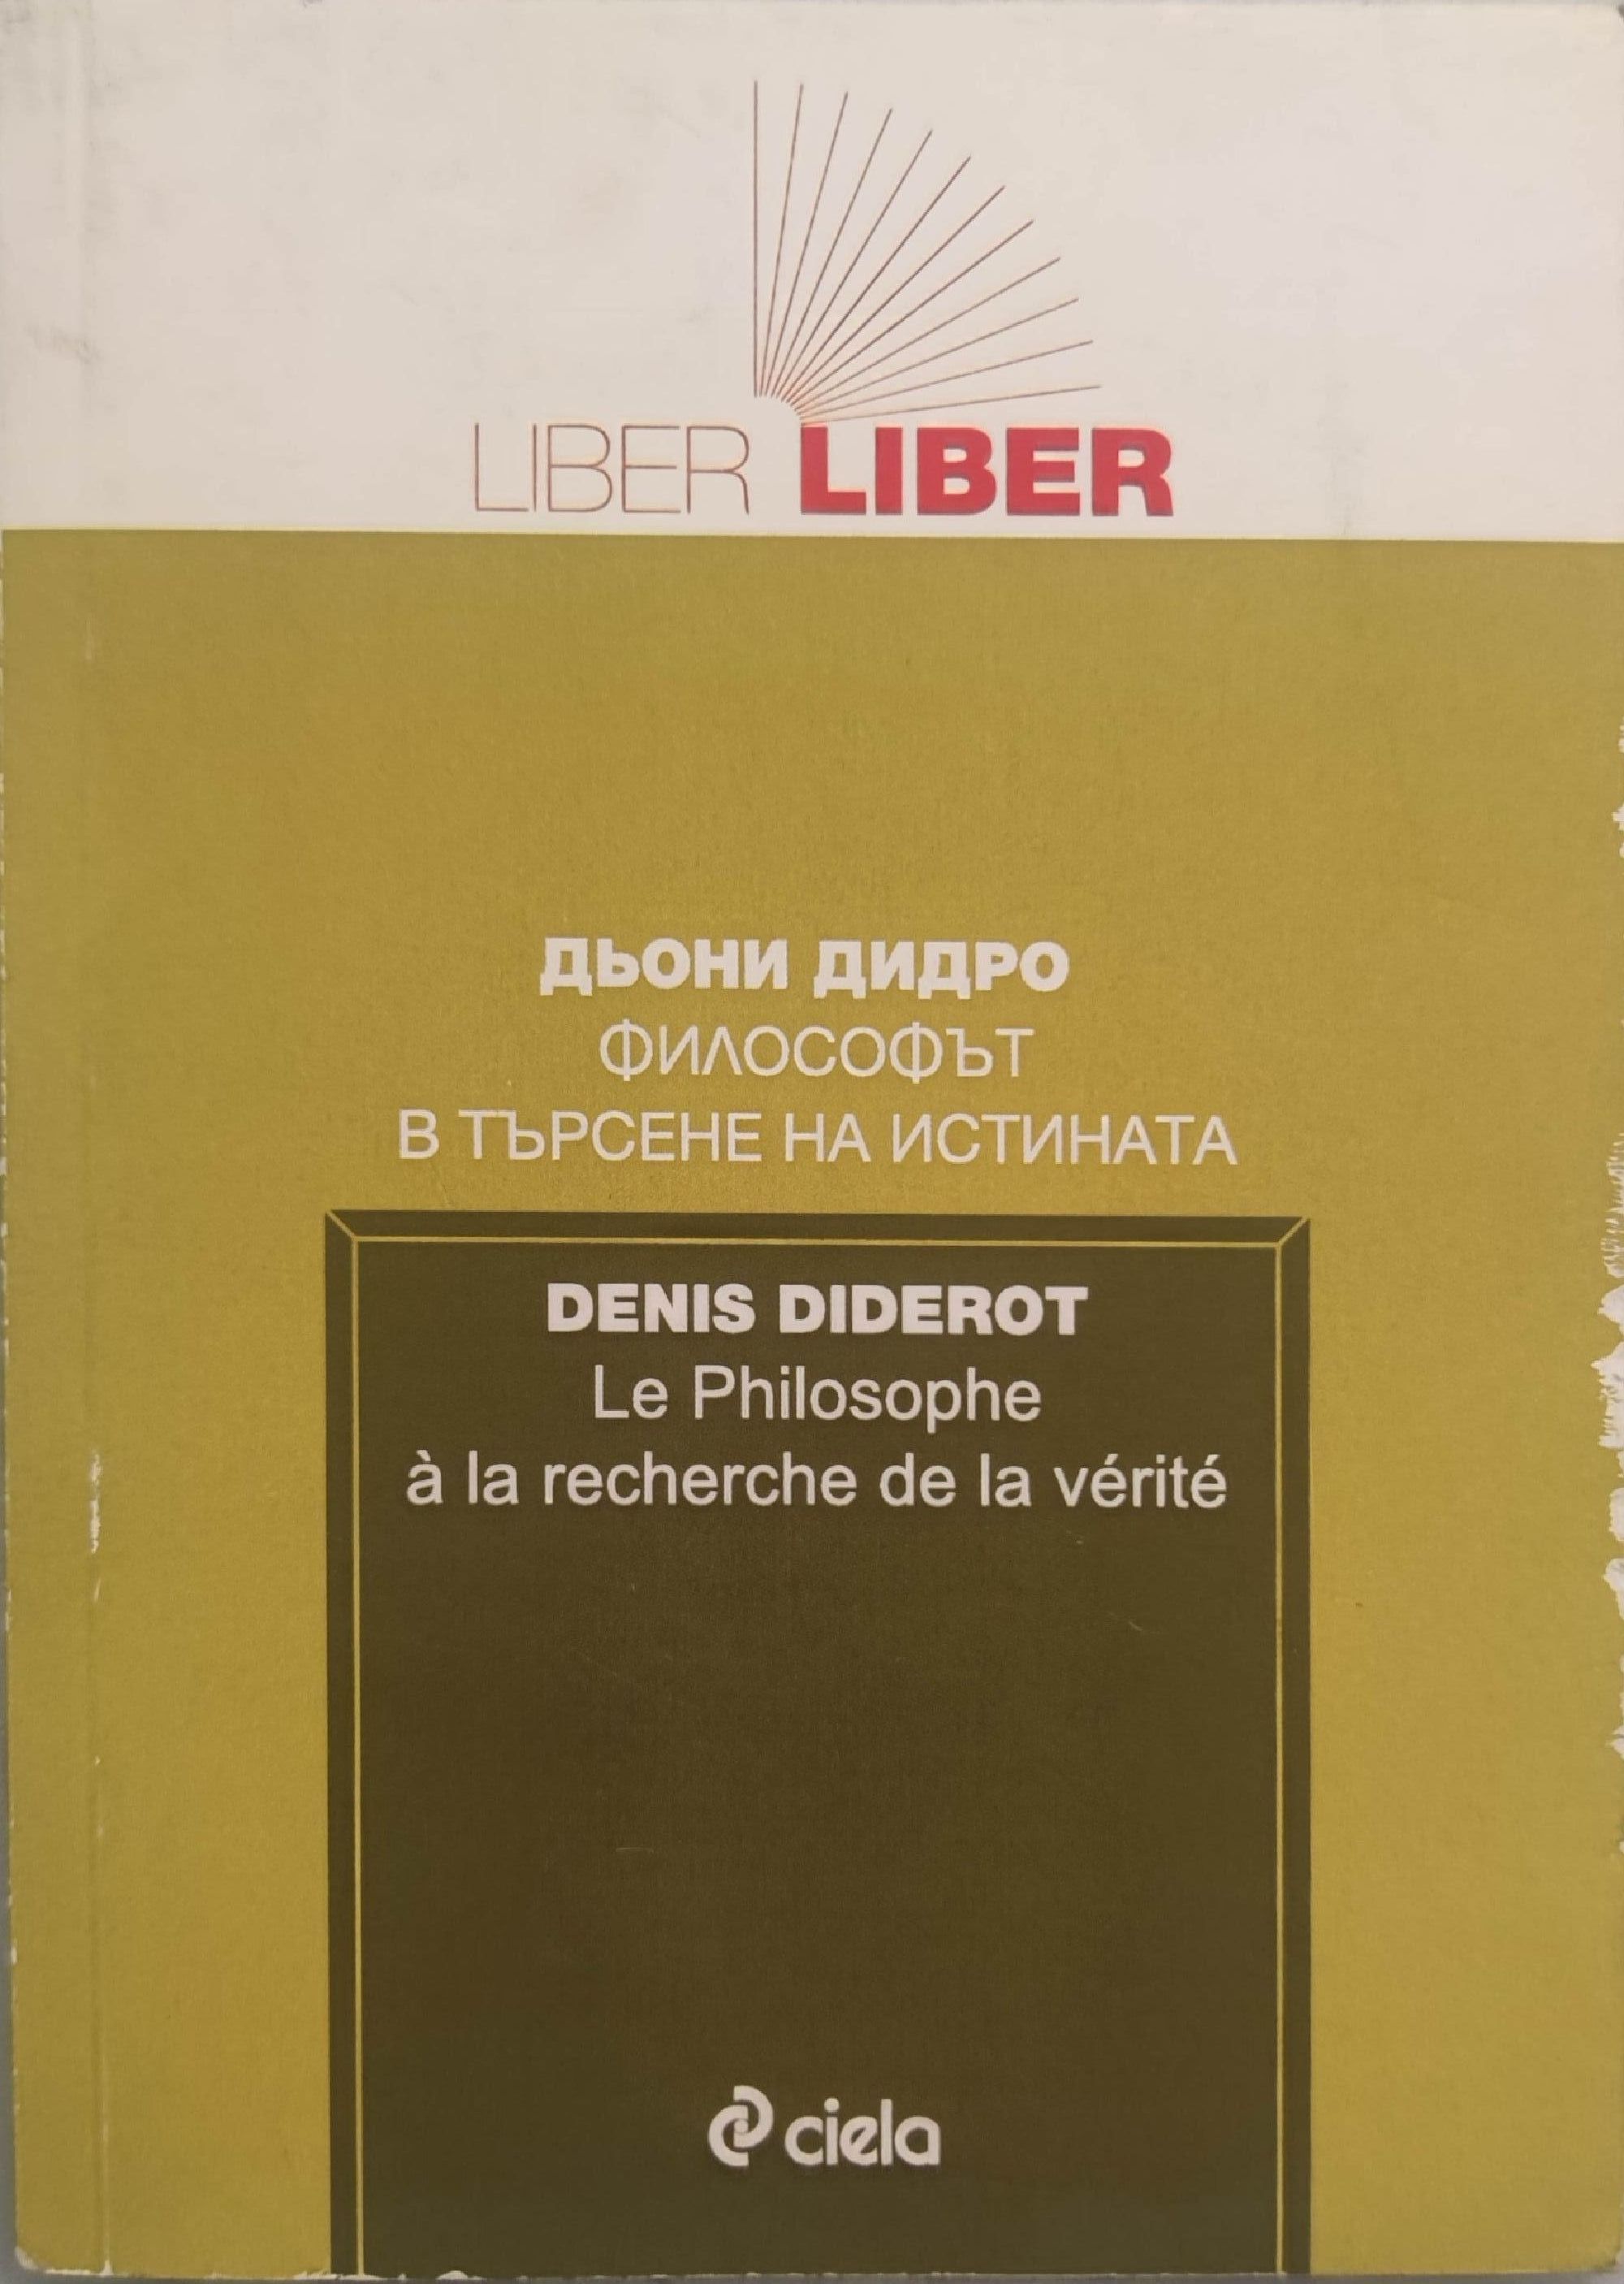 LIBER LIBER
ДЬОНИ ДИДРО
ФИЛОСОФЪТ
В ТЪРСЕНЕ НА ИСТИНАТА
DENIS DIDEROT
Le Philosophe
à la recherche de la vérité
ciela